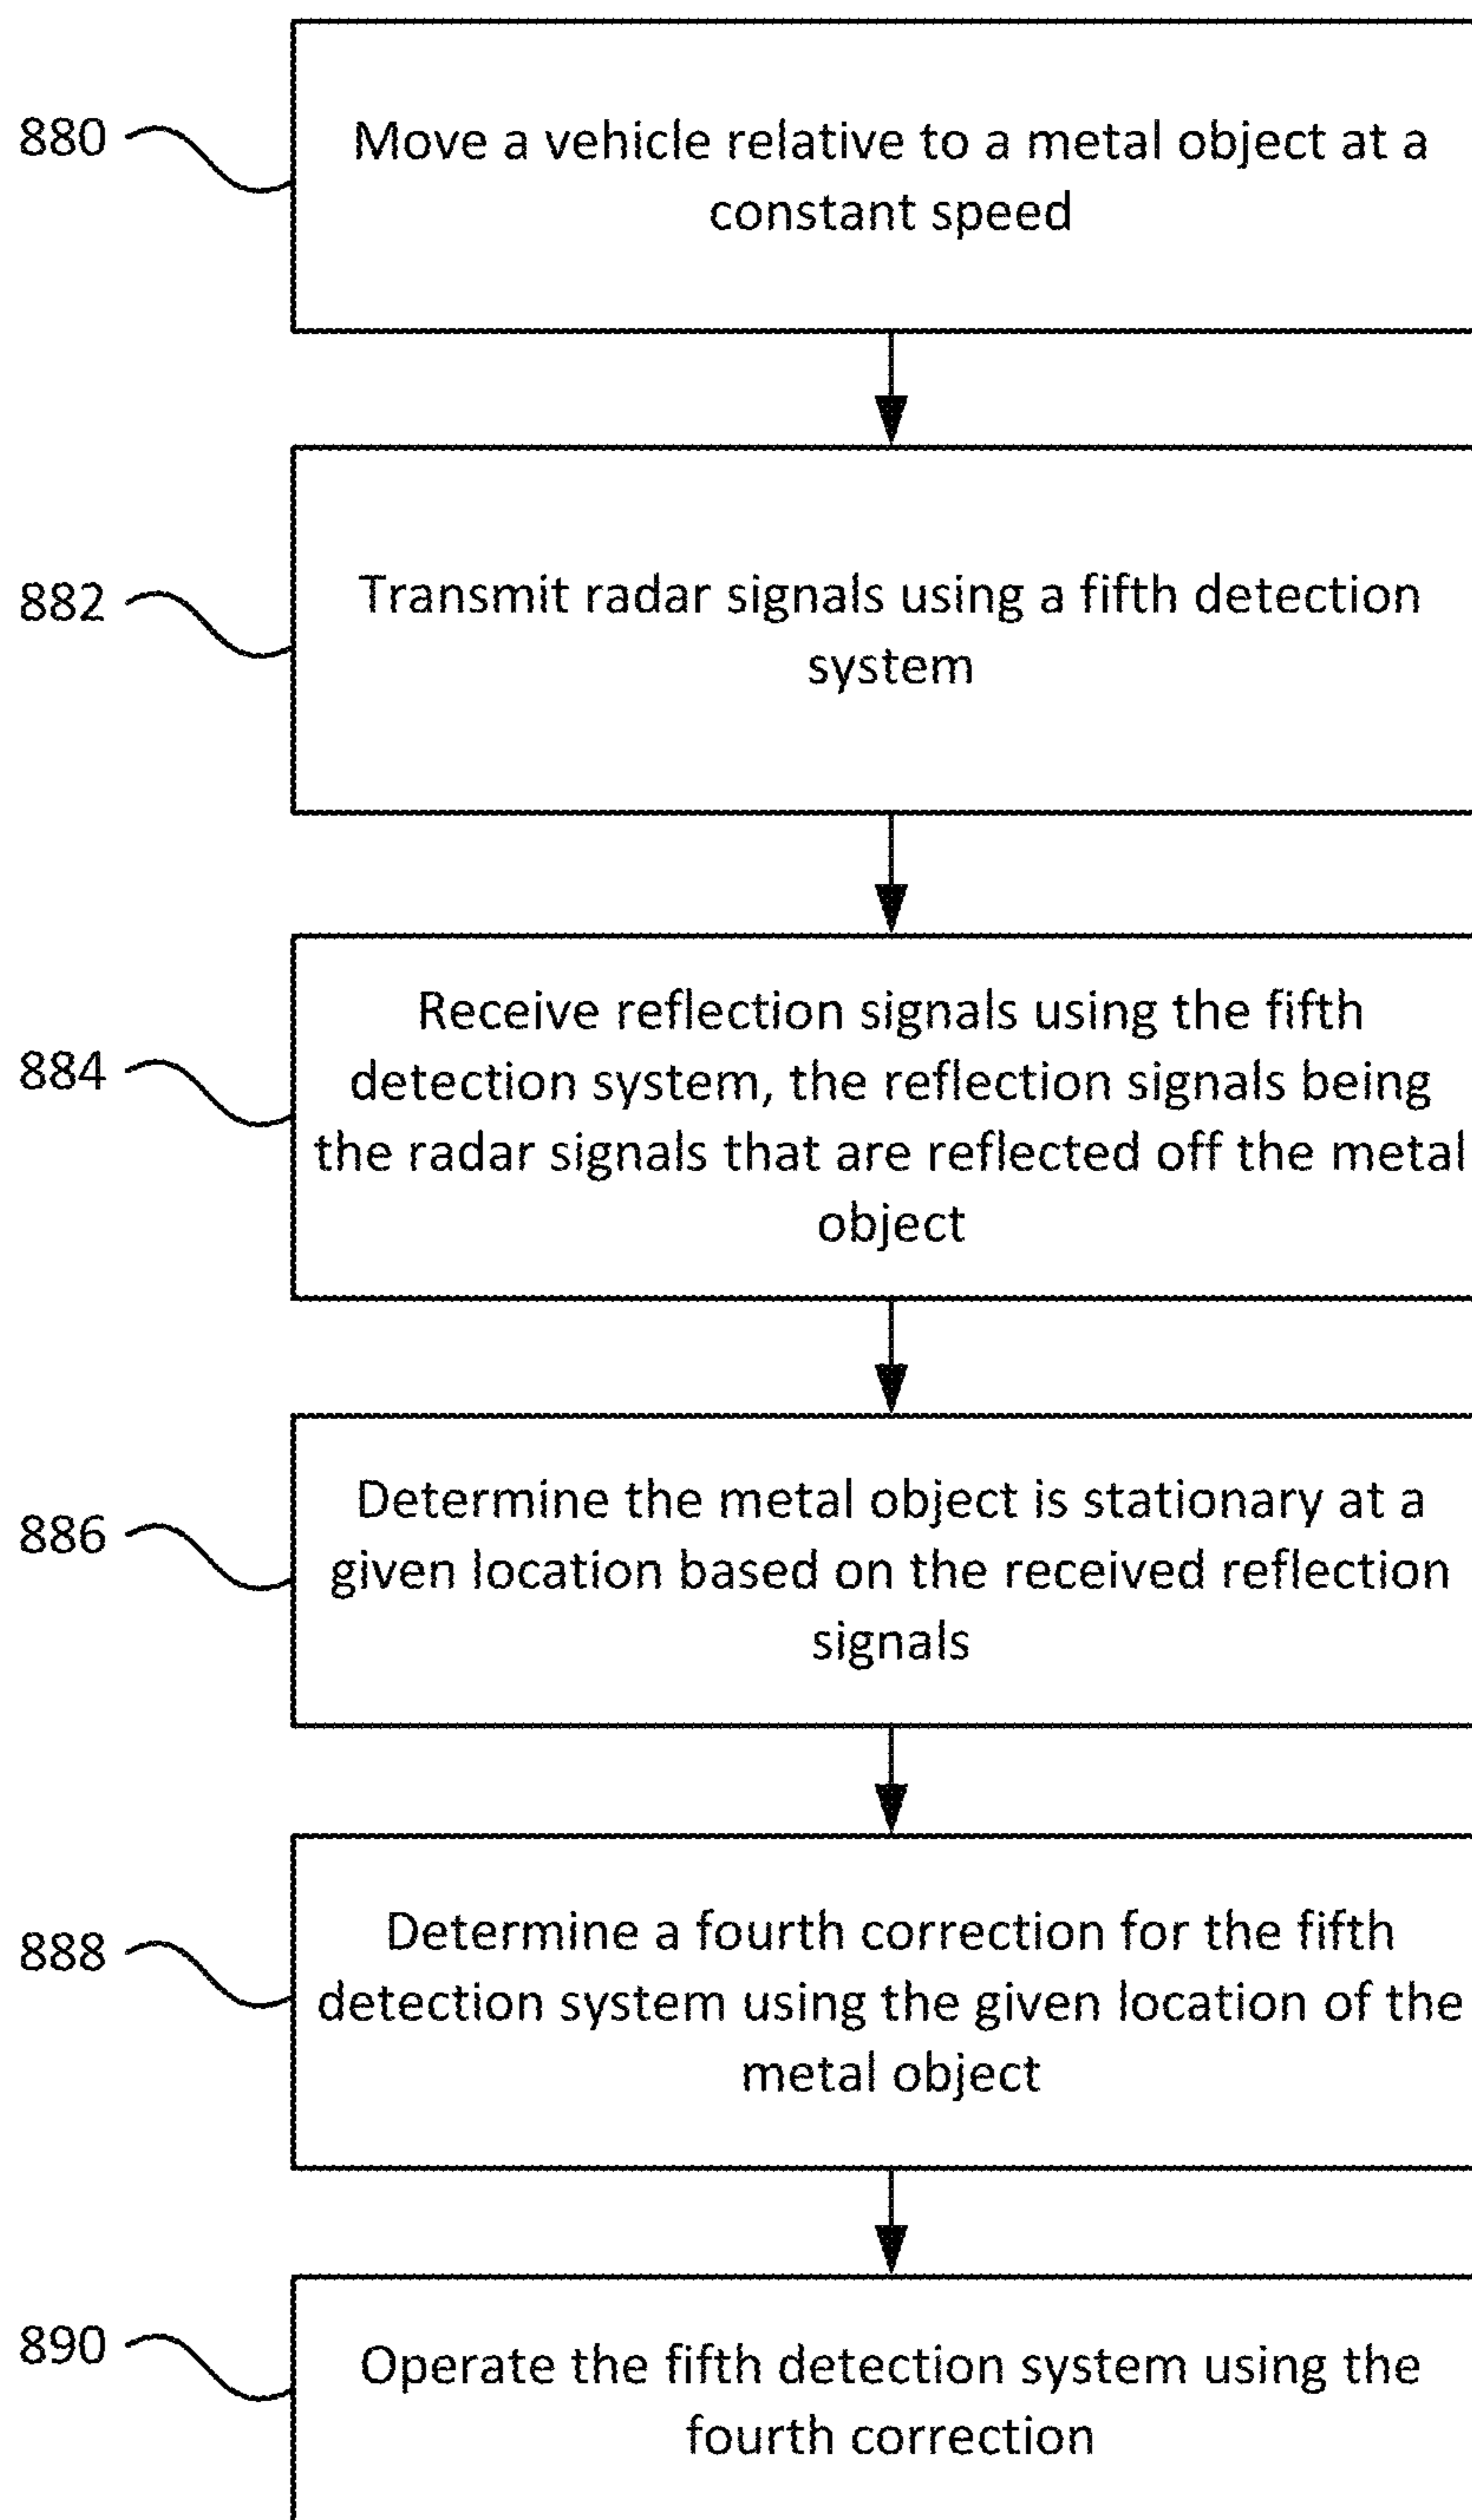 880
Move a vehicle relative to a metal object at a
constant speed
882
Transmit radar signals using a fifth detection
system
884
Receive reflection signals using the fifth
detection system, the reflection signals being
the radar signals that are reflected off the metal
object
886
Determine the metal object is stationary at a
given location based on the received reflection
signals
888
Determine a fourth correction for the fifth
detection system using the given location of the
metal object
890
Operate the fifth detection system using the
fourth correction